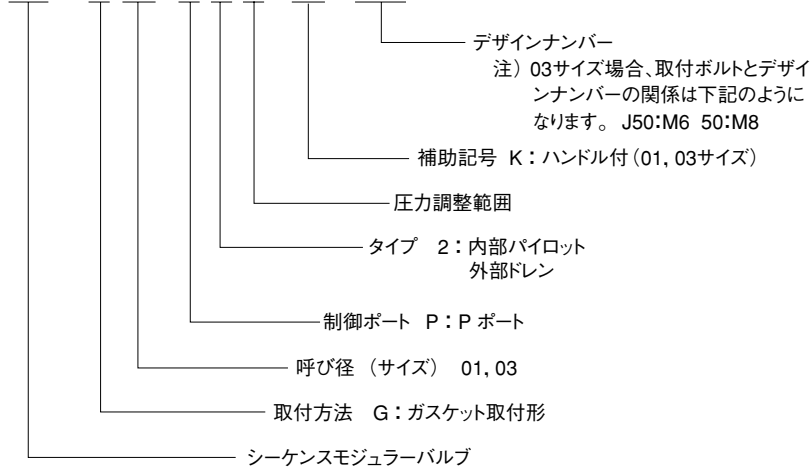 デザインナンバー
注) 03サイズ場合、取付ボルトとデザイ
ンナンバーの関係は下記のように
なります。 J50:M6 50:M8
補助記号 K:ハンドル付(01, 03サイズ)
圧力調整範囲
タイプ 2:内部パイロット
外部ドレン
制御ポート P:P ポート
呼び径 (サイズ) 01, 03
取付方法 G:ガスケット取付形
シーケンスモジュラーバルブ